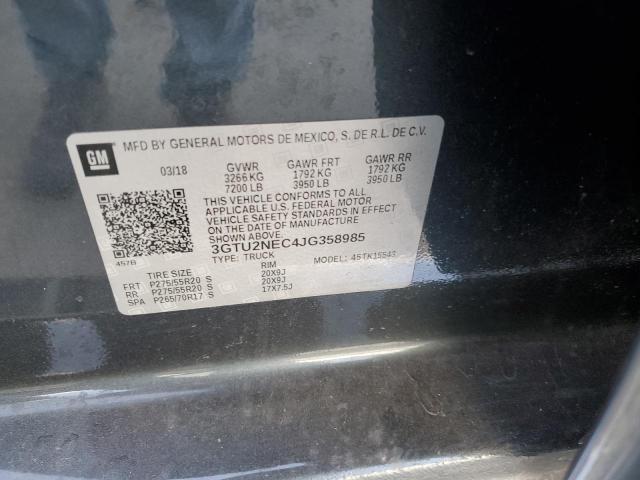 MFD BY GENERAL MOTORS DE MEXICO, S. DE R.L. DE C.V.
GM
03/18 GVWR GAWR FRT GAWR RR
3266 KG 1792 KG 1792 KG
7200 LB 3950 LB 3950 LB
THIS VEHICLE CONFORMS TO ALL
APPLICABLE U.S. FEDERAL MOTOR
VEHICLE SAFETY STANDARDS IN EFFECT
ON THE DATE OF MANUFACTURE
3GTU2NEC4JG358985
457B TYPE: TRUCK 45TK15543
TIRE SIZE RIM
FRT P275/55R20 S 20X9J
RR P275/55R20 S 20X9J
SPA P265/70R17 S 17X7.5J